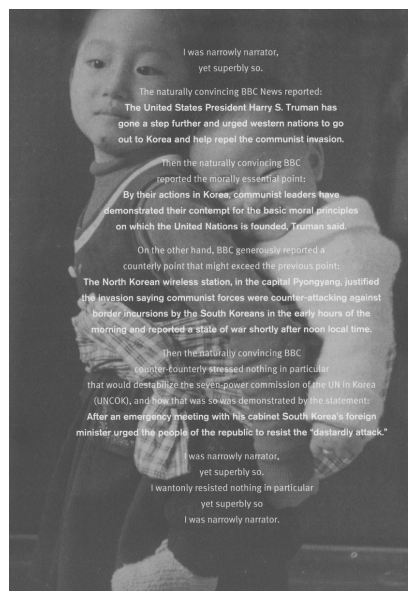 I was narrowly narrator,
yet superbly so.
The naturally convincing BBC News reported:
The United States President Harry S. Truman has
gone a step further and urged western nations to go
out to Korea and help repel the communist invasion.
Then the naturally convincing BBC
reported the morally essential point:
By their actions in Korea, communist leaders have
demonstrated their contempt for the basic moral principles
on which the United Nations is founded, Truman said.
On the other hand, BBC generously reported a
counterly point that might exceed the previous point:
The North Korean wireless station, in the capital Pyongyang, justified
the invasion saying communist forces were counter-attacking against
border incursions by the South Koreans in the early hours of the
morning and reported a state of war shortly after noon local time.
Then the naturally convincing BBC
counter-counterly stressed nothing in particular
that would destabilize the seven-power commission of the UN in Korea
(UNCOK), and how that was so was demonstrated by the statement:
After an emergency meeting with his cabinet South Korea's foreign
minister urged the people of the republic to resist the "dastardly attack."
I was narrowly narrator,
yet superbly so.
I wantonly resisted nothing in particular
yet superbly so
I was narrowly narrator.